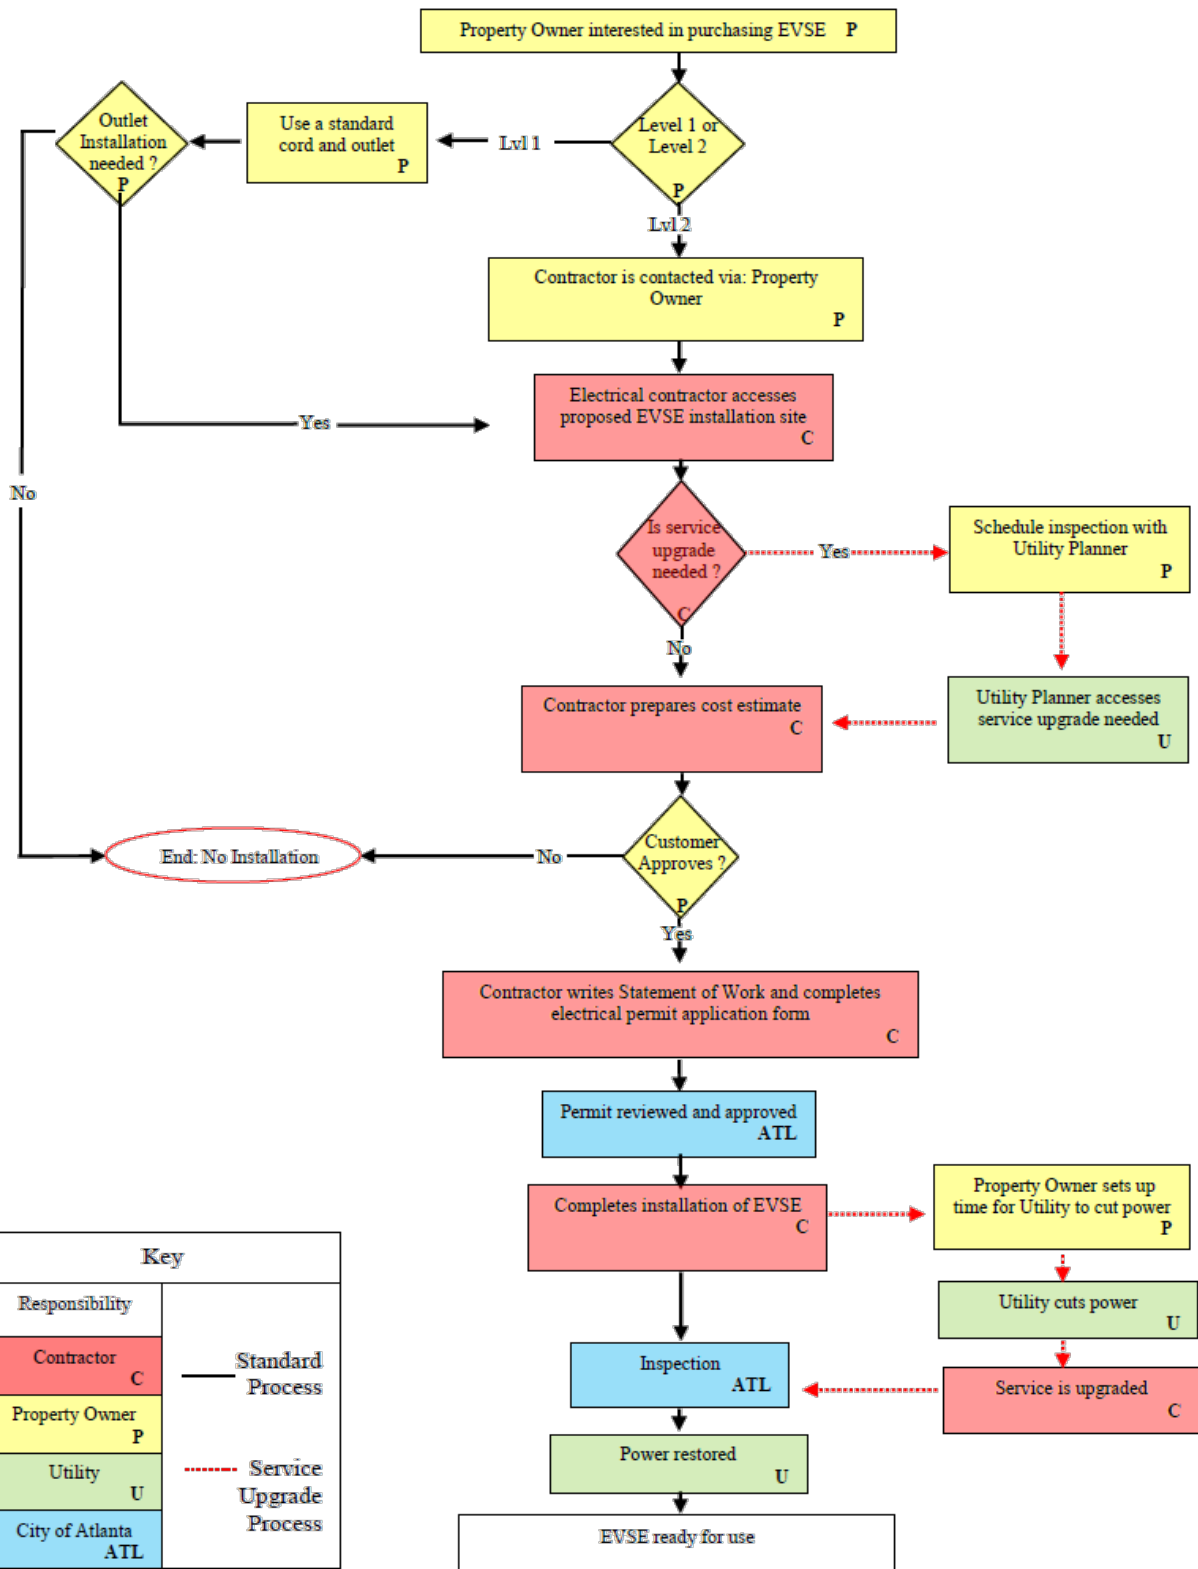 Property Owner interested in purchasing EVSE P
Level 1 or
Level 2
P
Lvl 1
Use a standard
cord and outlet
P
Outlet
Installation
needed ?
P
Lvl 2
Contractor is contacted via: Property
Owner
P
Electrical contractor accesses
proposed EVSE installation site
C
Yes
No
Is service
upgrade
needed ?
C
Yes
Schedule inspection with
Utility Planner
P
No
Contractor prepares cost estimate
C
Utility Planner accesses
service upgrade needed
U
Customer
Approves ?
P
No
End: No Installation
Yes
Contractor writes Statement of Work and completes
electrical permit application form
C
Permit reviewed and approved
ATL
Completes installation of EVSE
C
Property Owner sets up
time for Utility to cut power
P
Utility cuts power
U
Service is upgraded
C
Inspection
ATL
Power restored
U
EVSE ready for use
Key
Responsibility
Contractor
C
Property Owner
P
Utility
U
City of Atlanta
ATL
Standard
Process
Service
Upgrade
Process